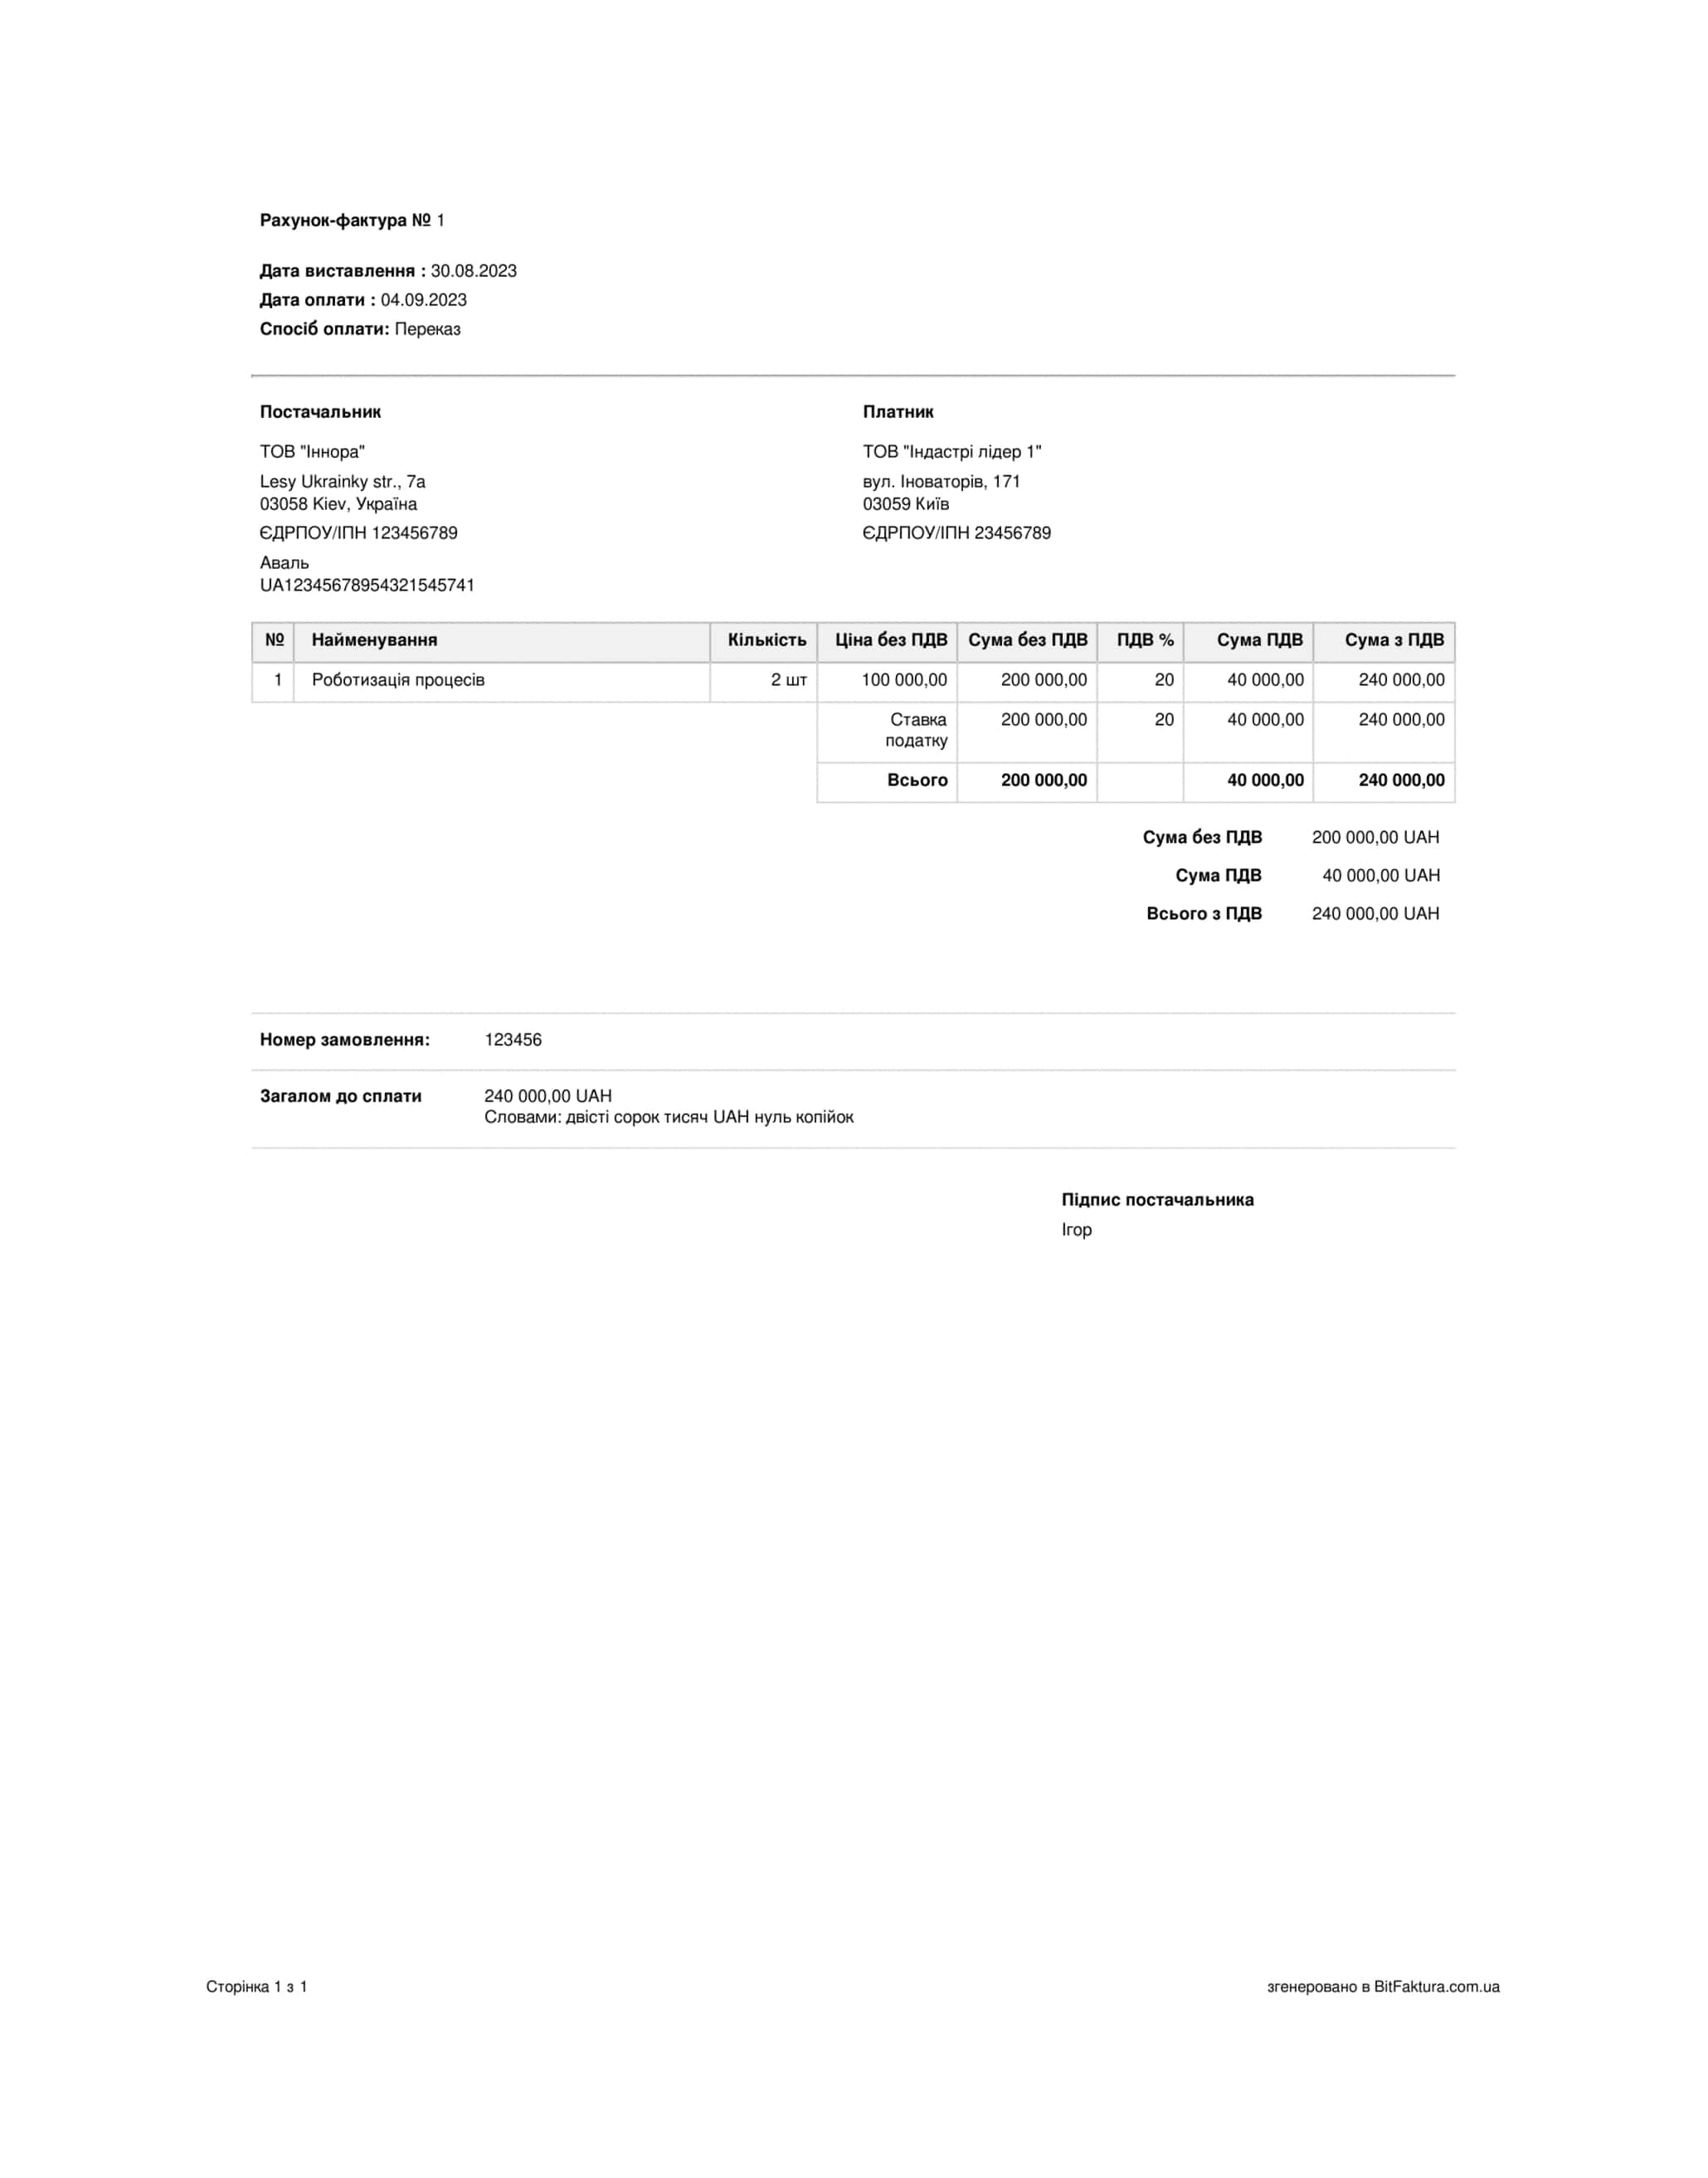 Рахунок-фактура № 1
Дата виставлення : 30.08.2023
Дата оплати : 04.09.2023
Спосіб оплати: Переказ
Постачальник
ТОВ "Іннора"
Lesy Ukrainky str., 7a
03058 Kiev, Україна
ЄДРПОУ/ІПН 123456789
Аваль
UA12345678954321545741
Платник
ТОВ "Індастрі лідер 1"
вул. Іноваторів, 171
03059 Київ
ЄДРПОУ/ІПН 23456789
№ Найменування Кількість Ціна без ПДВ Сума без ПДВ ПДВ % Сума ПДВ Сума з ПДВ
1 Роботизація процесів 2 шт 100 000,00 200 000,00 20 40 000,00 240 000,00
Ставка 200 000,00 20 40 000,00 240 000,00
податку
Всього 200 000,00 40 000,00 240 000,00
Сума без ПДВ 200 000,00 UAH
Сума ПДВ 40 000,00 UAH
Всього з ПДВ 240 000,00 UAH
Номер замовлення: 123456
Загалом до сплати 240 000,00 UAH
Словами: двісті сорок тисяч UAH нуль копійок
Підпис постачальника
Ігор
Сторінка 1 з 1 згенеровано в BitFaktura.com.ua